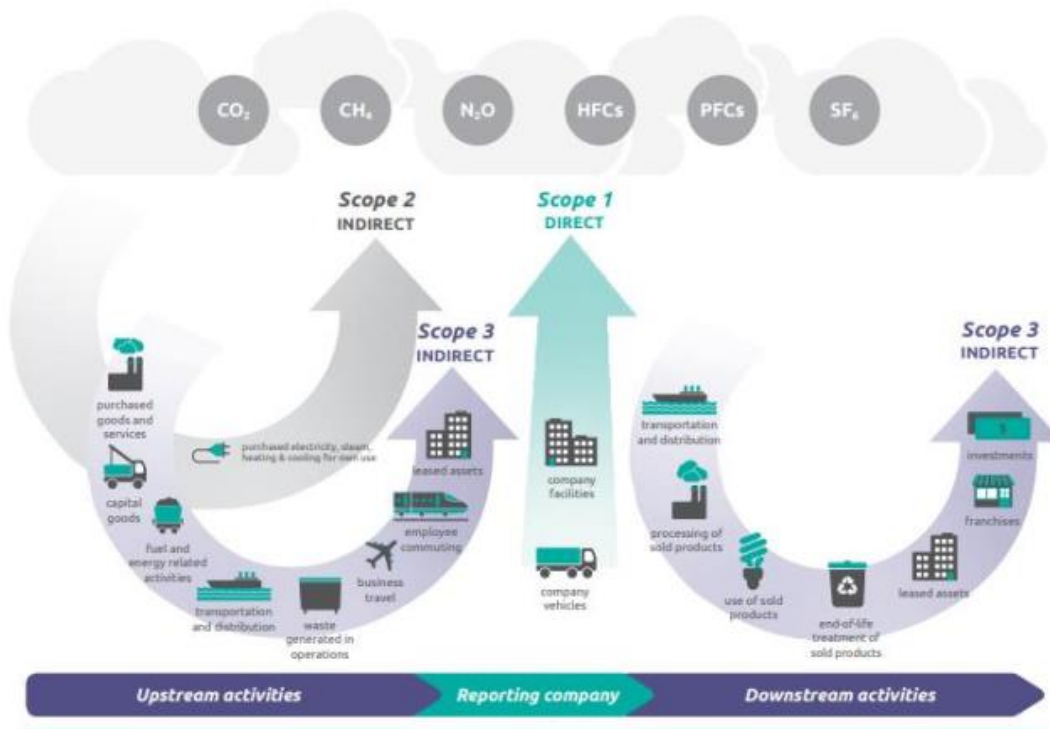 CO₂
CH₄
N₂O
HFCs
PFCs
SF₆
Scope 2
INDIRECT
Scope 1
DIRECT
Scope 3
INDIRECT
Scope 3
INDIRECT
purchased
goods and
services
capital
goods
fuel and
energy related
activities
transportation
and distribution
waste
generated in
operations
business
travel
employee
commuting
leased assets
purchased electricity, steam,
heating & cooling for own use
company
facilities
company
vehicles
transportation
and distribution
processing of
sold products
use of sold
products
end-of-life
treatment of
sold products
leased assets
franchises
investments
Upstream activities
Reporting company
Downstream activities